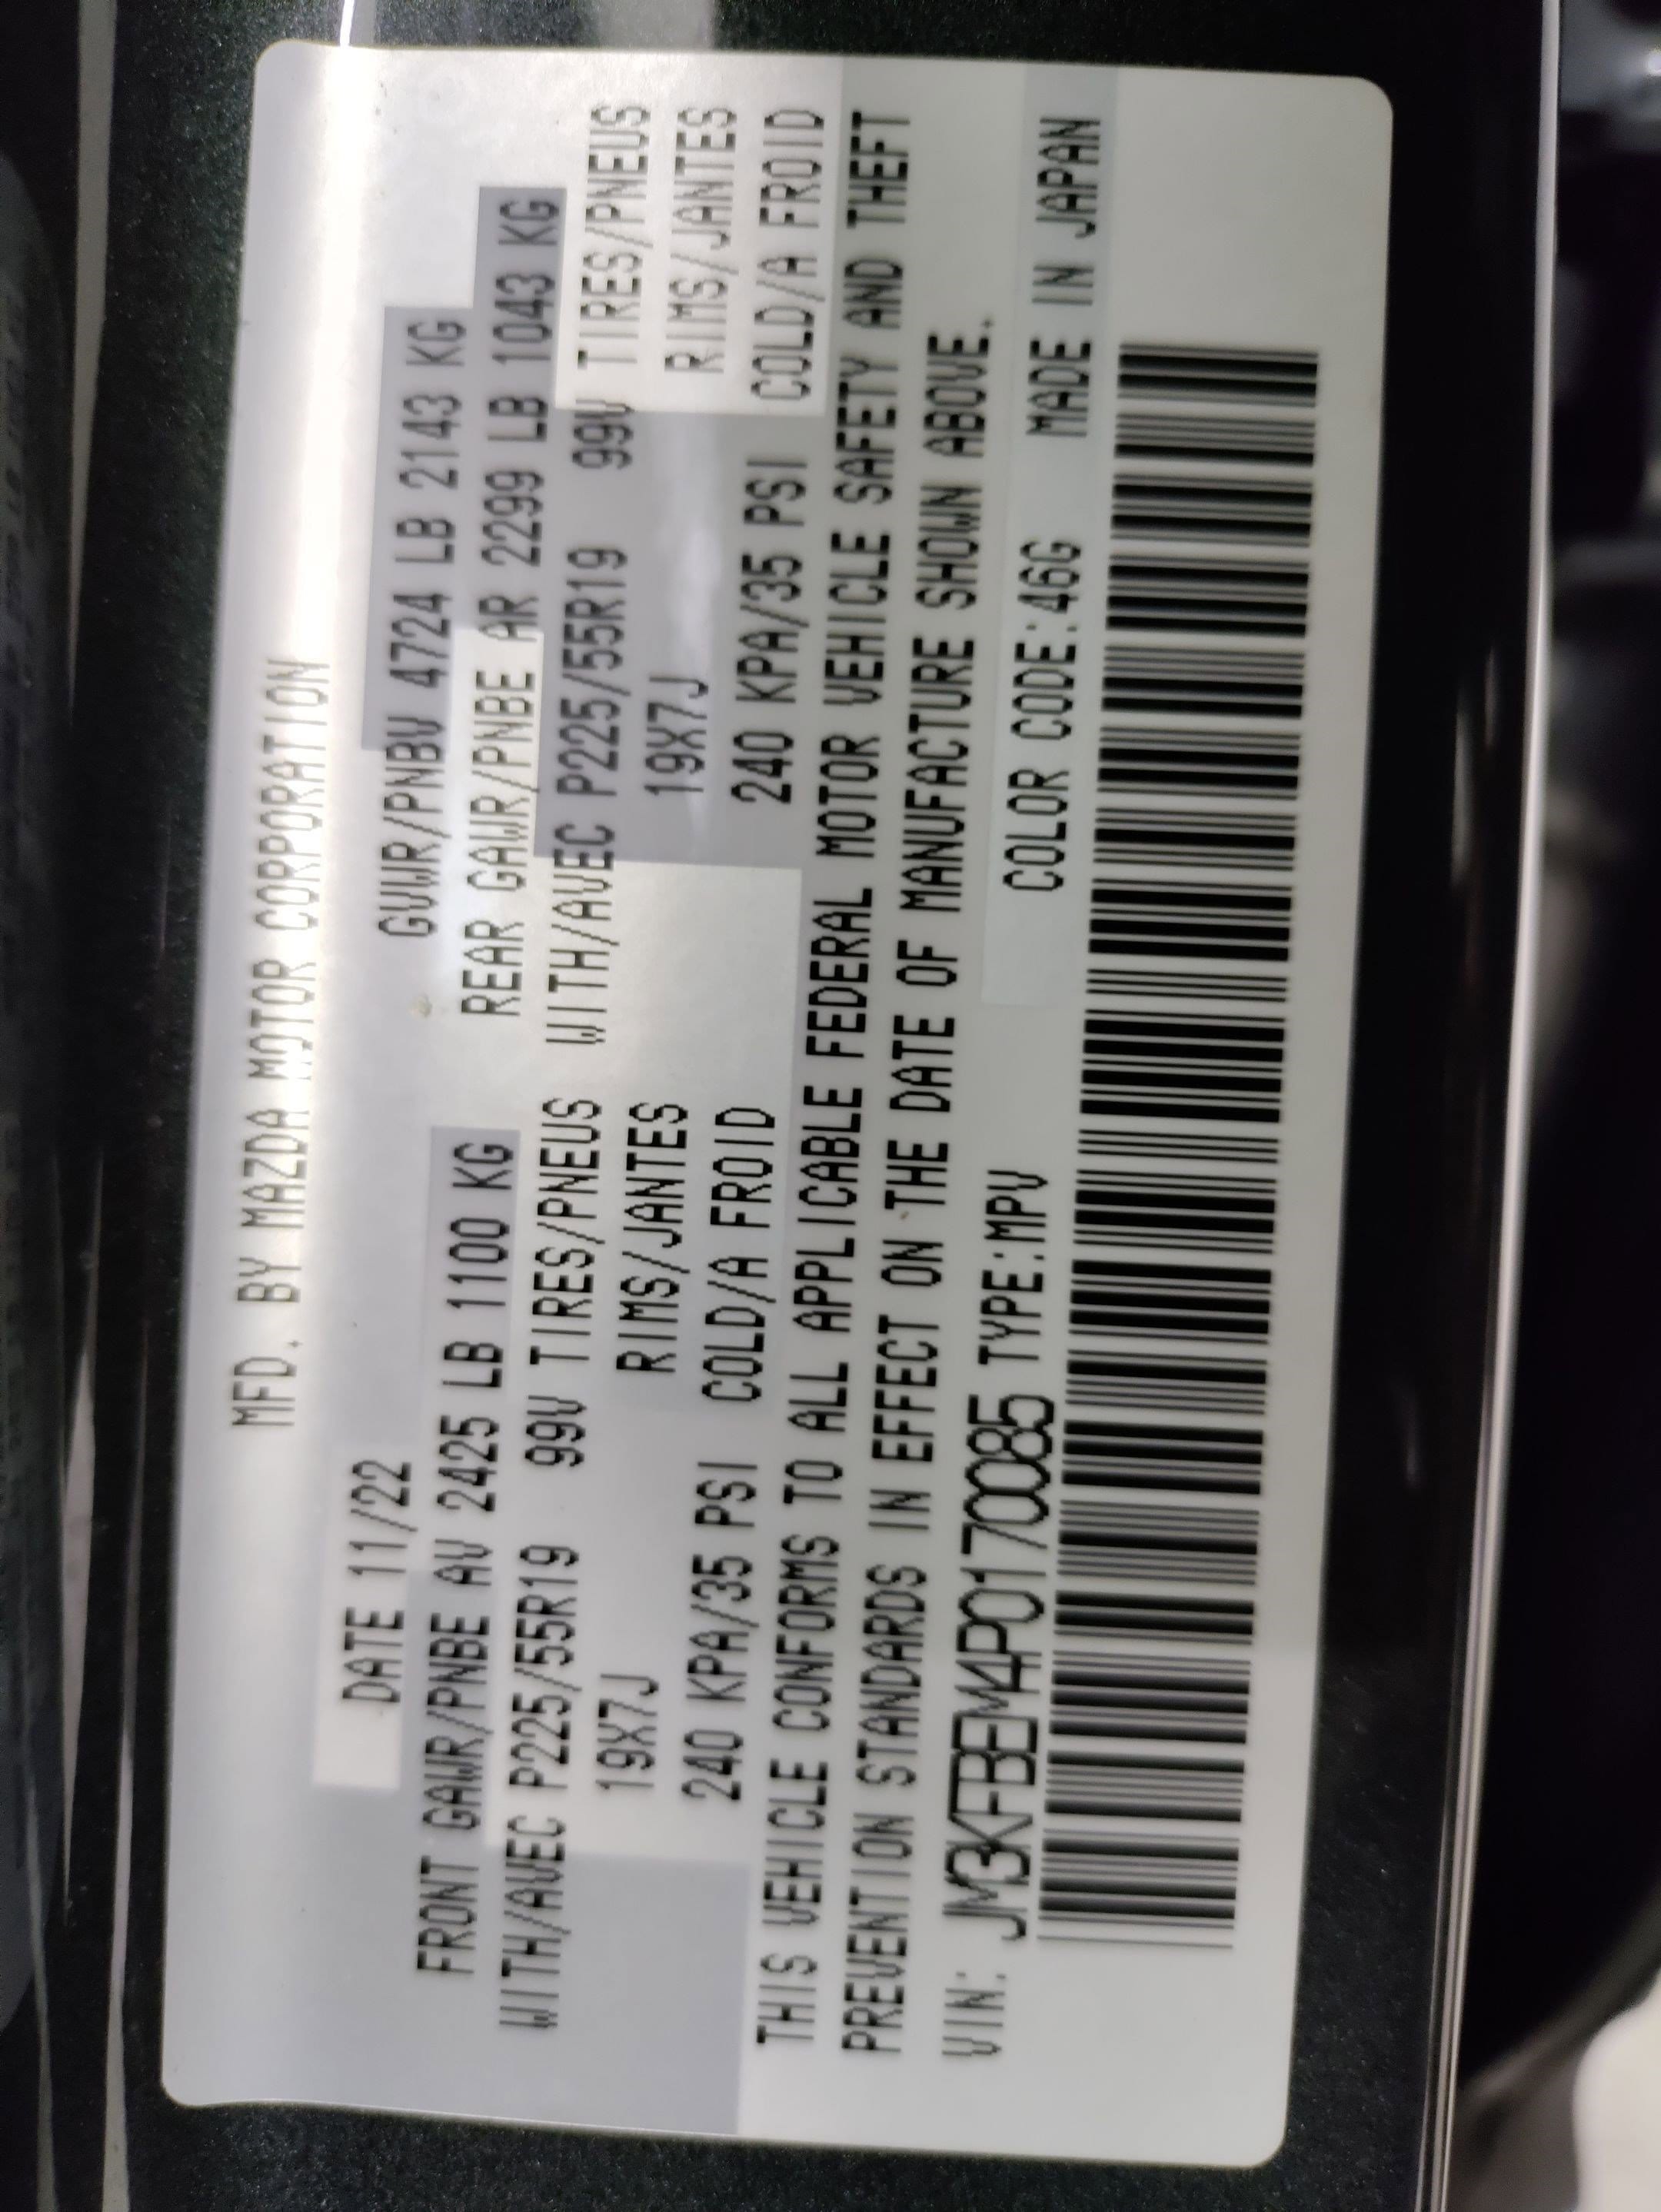 MFD. BY MAZDA MOTOR CORPORATION
DATE 11/22 GVWR/PNBV 4724 LB 2143 KG
FRONT GAWR/PNBE AV 2425 LB 1100 KG REAR GAWR/PNBE AR 2299 LB 1043 KG
WITH/AVEC P225/55R19 99V TIRES/PNEUS WITH/AVEC P225/55R19 99V TIRES/PNEUS
19X7J RIMS/JANTES 19X7J RIMS/JANTES
240 KPA/35 PSI COLD/A FROID 240 KPA/35 PSI COLD/A FROID
THIS VEHICLE CONFORMS TO ALL APPLICABLE FEDERAL MOTOR VEHICLE SAFETY AND THEFT
PREVENTION STANDARDS IN EFFECT ON THE DATE OF MANUFACTURE SHOWN ABOVE.
VIN: JM3KFBEM4P0170085 TYPE:MPV COLOR CODE:46G MADE IN JAPAN